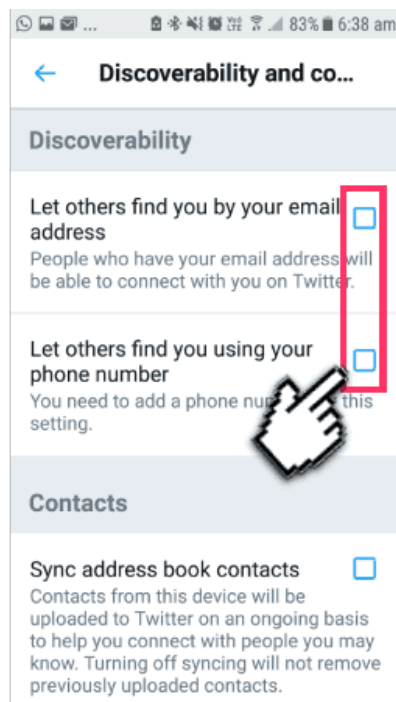 ... 83% 6:38 am
Discoverability and co...
Discoverability
Let others find you by your email
address
People who have your email address will
be able to connect with you on Twitter.
Let others find you using your
phone number
You need to add a phone this
setting.
Contacts
Sync address book contacts
Contacts from this device will be
uploaded to Twitter on an ongoing basis
to help you connect with people you may
know. Turning off syncing will not remove
previously uploaded contacts.